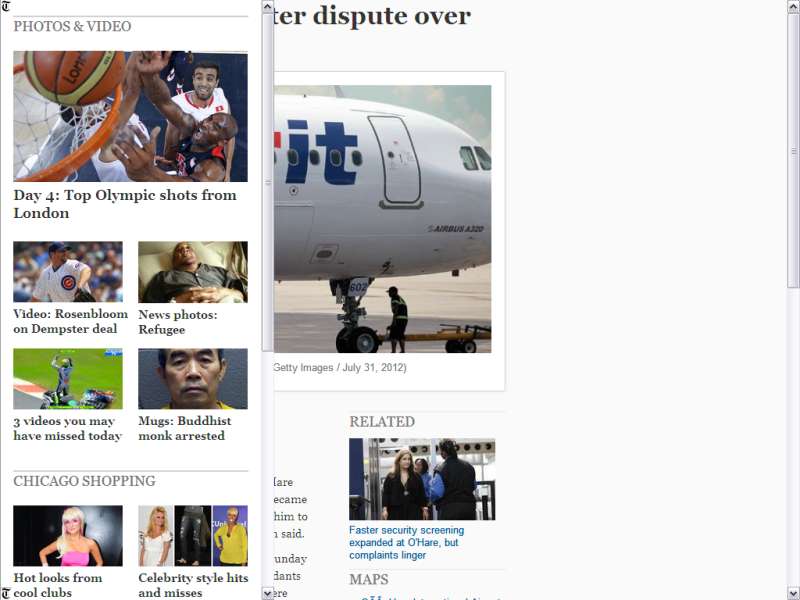 ter dispute over
PHOTOS & VIDEO
Day 4: Top Olympic shots from
London
Video: Rosenbloom
on Dempster deal
News photos:
Refugee
3 videos you may
have missed today
Mugs: Buddhist
monk arrested
CHICAGO SHOPPING
Hot looks from
cool clubs
Celebrity style hits
and misses
it
AIRBUS A320
602
Getty Images / July 31, 2012)
Hare
ecame
him to
n said.
unday
dants
ere
RELATED
Faster security screening
expanded at O'Hare, but
complaints linger
MAPS